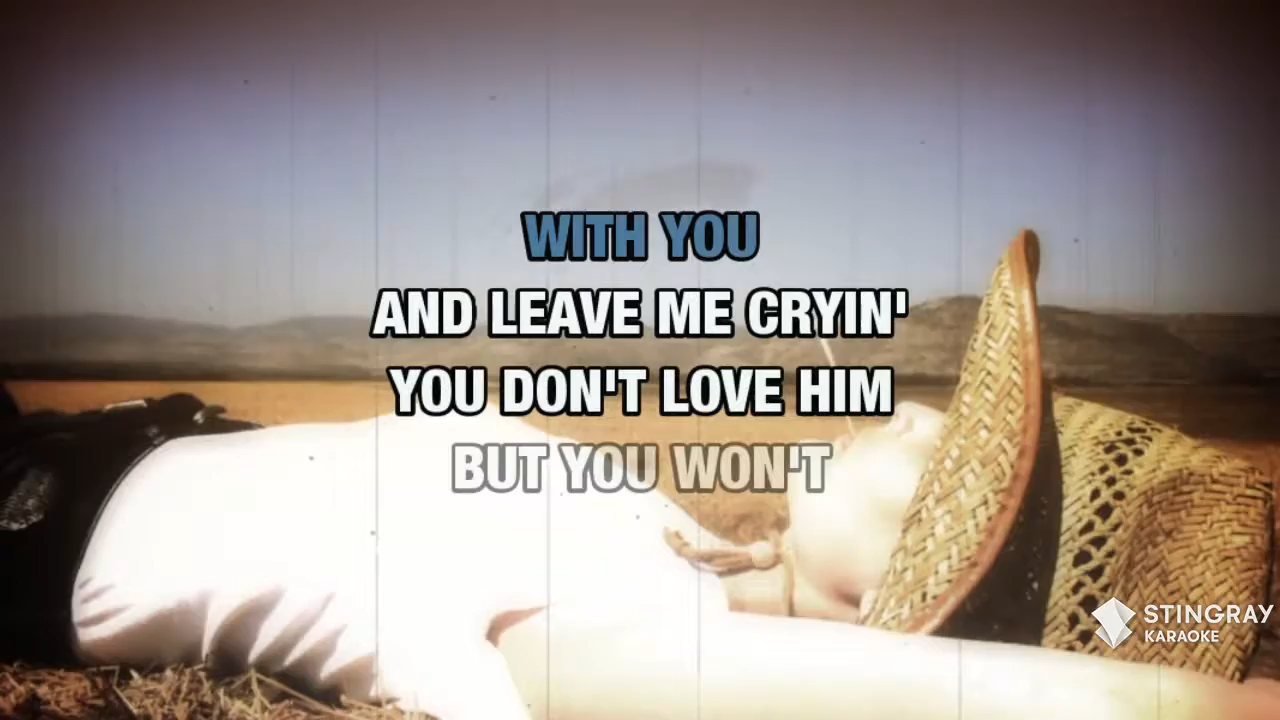 WITH YOU
AND LEAVE ME CRYIN'
YOU DON'T LOVE HIM
BUT YOU WON'T
STINGRAY
KARAOKE